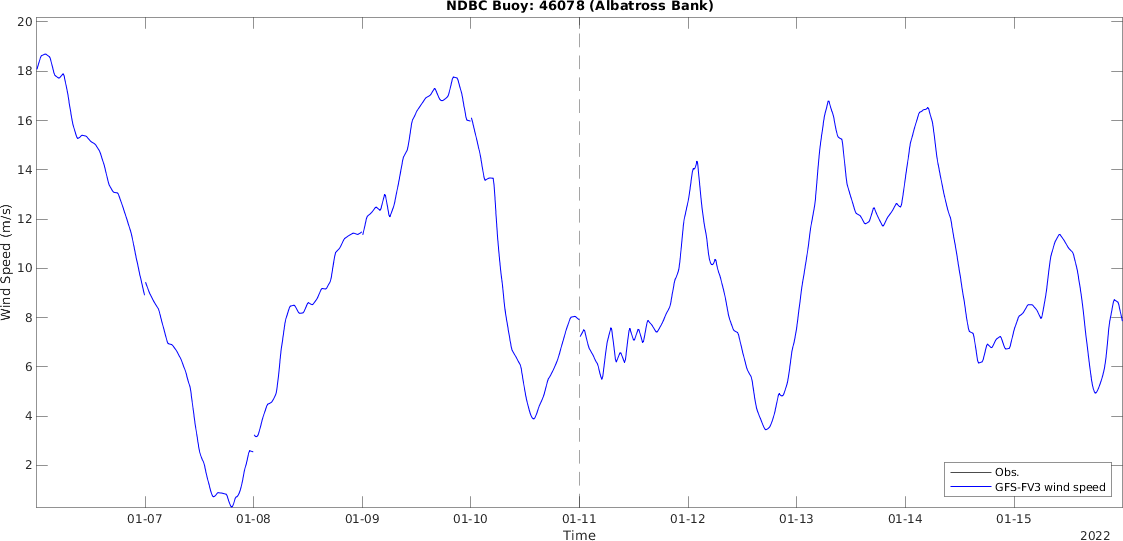 NDBC Buoy: 46078 (Albatross Bank)
20
18
16
14
12
10
8
6
4
2
Wind Speed (m/s)
01-07 01-08 01-09 01-10 01-11 01-12 01-13 01-14 01-15
Time
2022
Obs.
GFS-FV3 wind speed